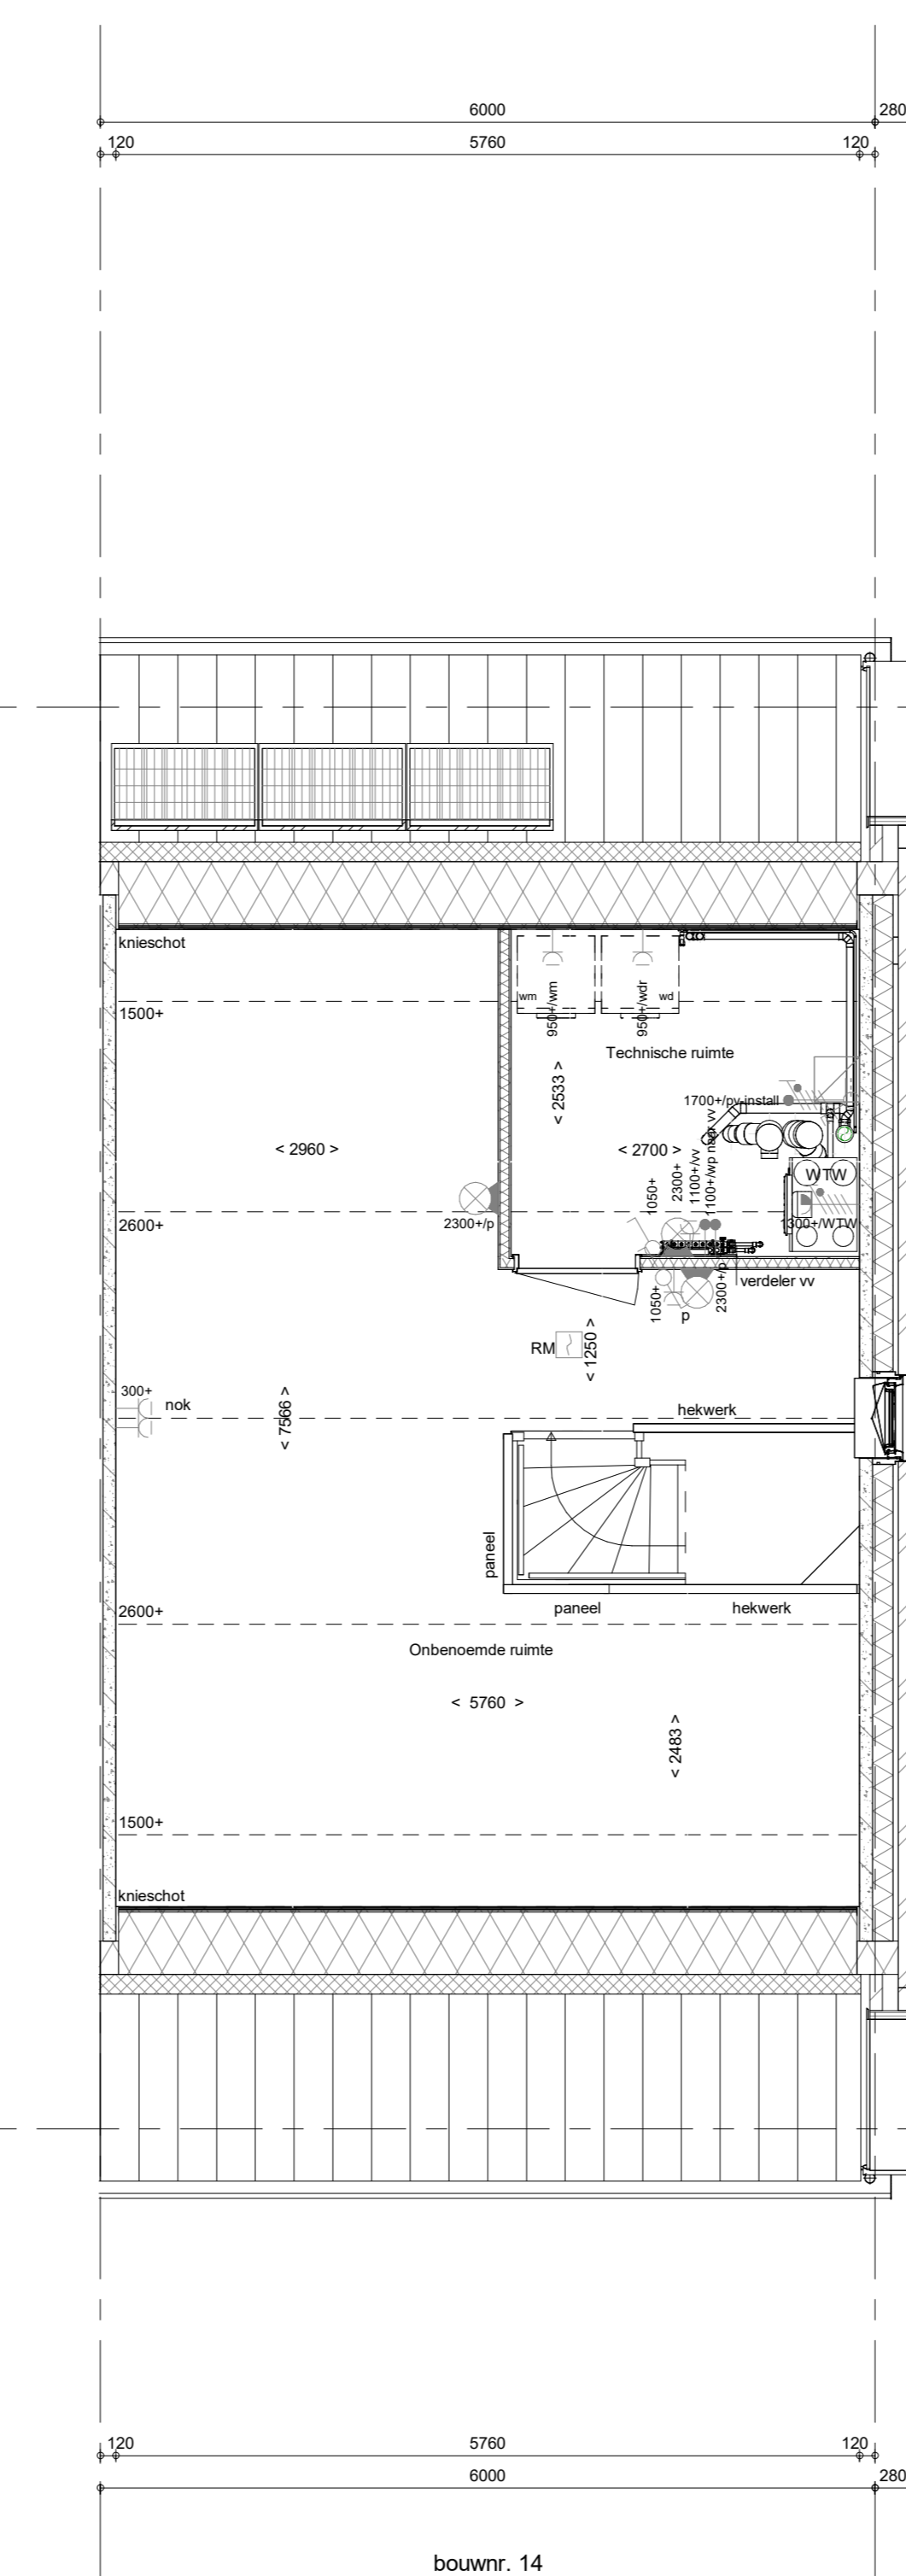 6000
280
120
5760
120
knieschot
1500+
wm
950+/wm
950+/wdr
wd
Technische ruimte
< 2533 >
1700+/pv-install
< 2960 >
< 2700 >
1050+
2300+
1100+/vv
1100+/wp naar vv
WTW
2600+
2300+/p
1300+/WTW
1050+
p
2300+/p
verdeler vv
RM
< 1250 >
300+
nok
< 7566 >
hekwerk
paneel
2600+
paneel
hekwerk
Onbenoemde ruimte
< 5760 >
< 2483 >
1500+
knieschot
120
5760
120
6000
280
bouwnr. 14